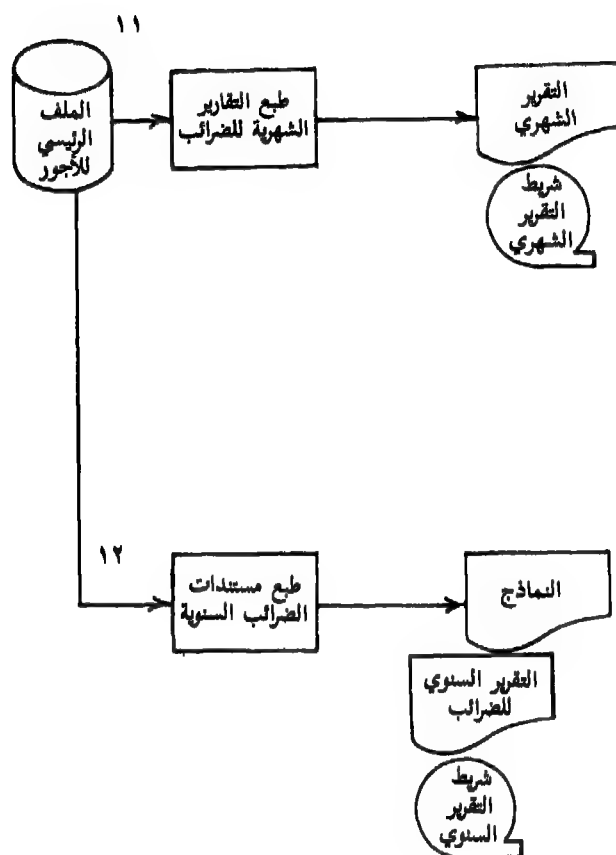 ١١
الملف
الرئيسي
للأجور
طبع التقارير
الشهرية للضرائب
التقرير
الشهري
شريط
التقرير
الشهري
١٢
طبع مستندات
الضرائب السنوية
النماذج
التقرير السنوي
للضرائب
شريط
التقرير
السنوي